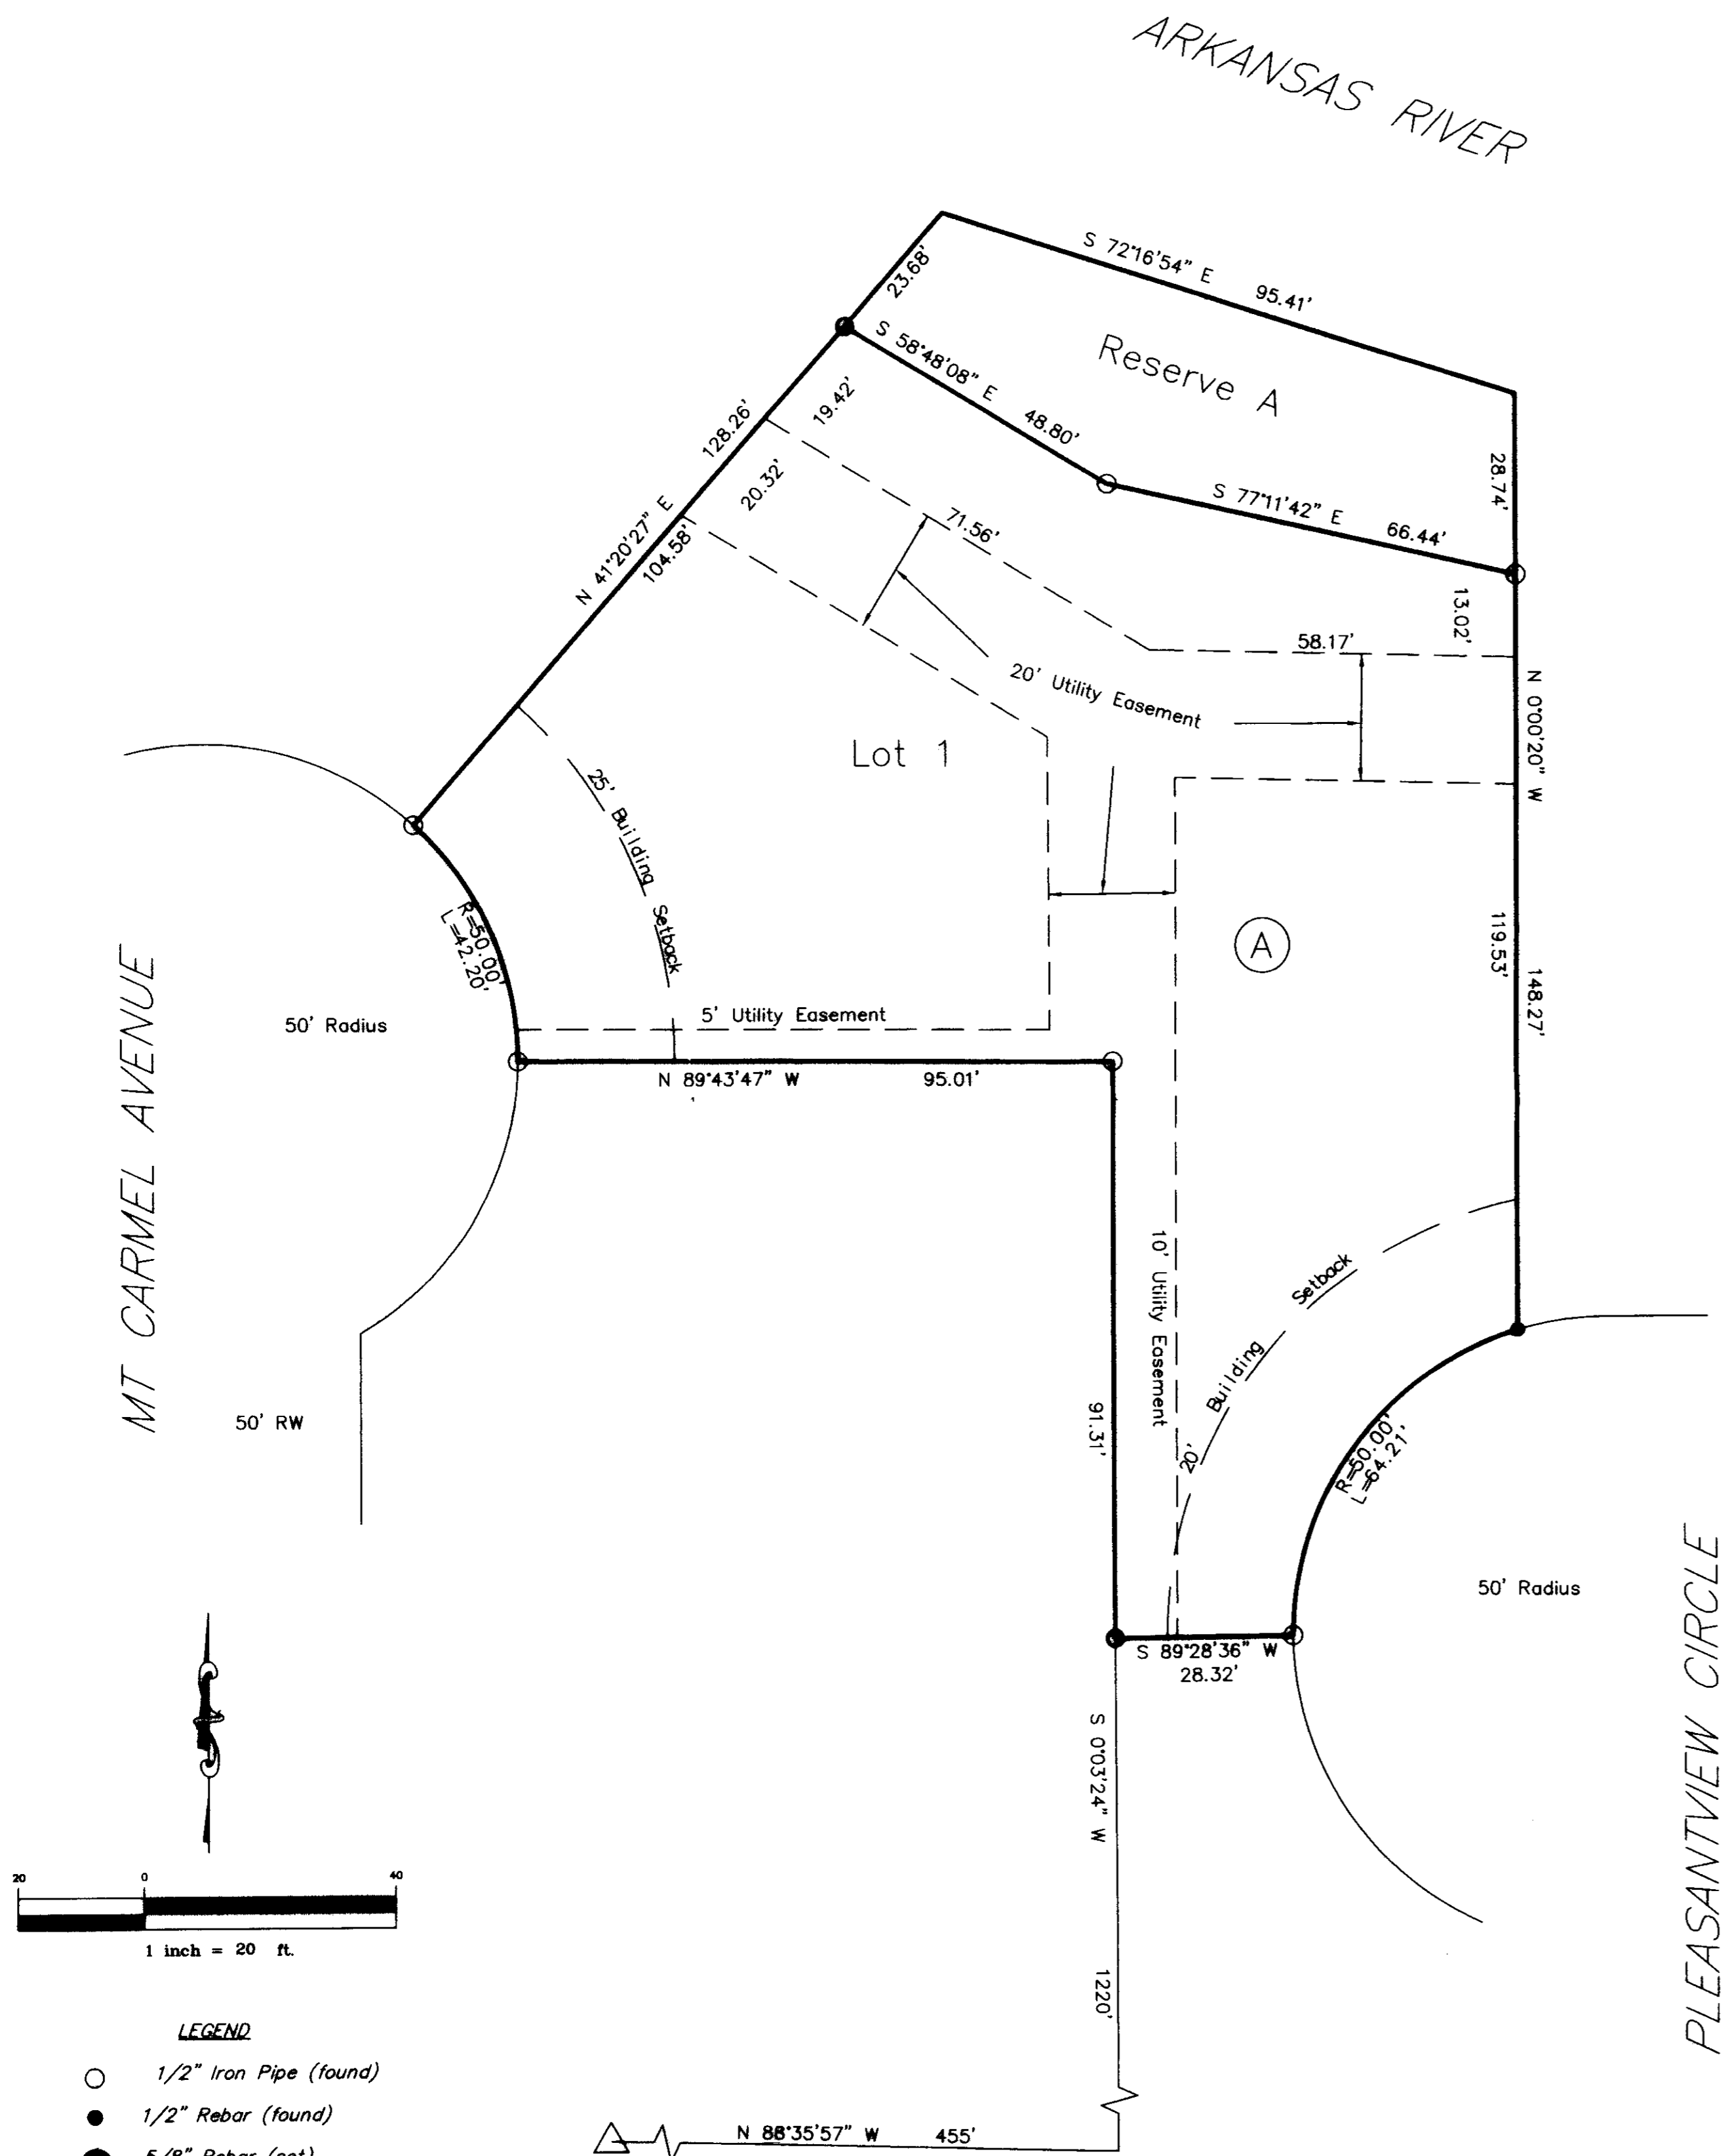 ARKANSAS RIVER
S 72°16'54" E 95.41'
23.68'
S 58°48'08" E 48.80'
Reserve A
28.74'
S 77°11'42" E 66.44'
128.26'
19.42'
20.32'
N 41°20'27" E
104.58'
71.56'
13.02'
58.17'
20' Utility Easement
N 0°00'20" W
Lot 1
25' Building Setback
A
119.53'
148.27'
R=50.00'
L=42.20'
5' Utility Easement
50' Radius
N 89°43'47" W 95.01'
MT CARMEL AVENUE
10' Utility Easement
20' Building Setback
91.31'
50' RW
R=50.00'
L=64.21'
50' Radius
S 89°28'36" W
28.32'
PLEASANTVIEW CIRCLE
S 0°03'24" W 1220'
20 0 40
1 inch = 20 ft.
LEGEND
1/2" Iron Pipe (found)
1/2" Rebar (found)
5/8" Rebar (set)
N 88°35'57" W 455'